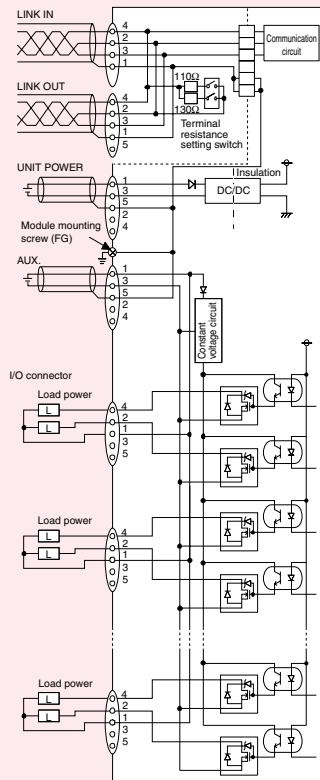 LINK IN
4
2
3
5
1
Communication
circuit
LINK OUT
4
2
3
1
5
110Ω
130Ω
Terminal
resistance
setting switch
UNIT POWER
1
3
5
2
4
Insulation
DC/DC
Module mounting
screw (FG)
AUX.
1
3
5
2
4
Constant
voltage circuit
I/O connector
Load power
L
L
4
2
1
3
5
Load power
L
L
4
2
1
3
5
Load power
L
L
4
2
1
3
5